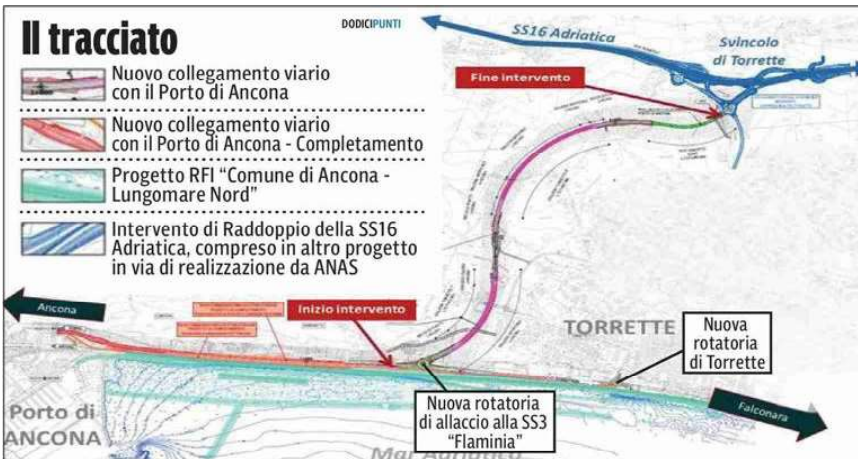 Il tracciato
DODICIPUNTI
Nuovo collegamento viario
con il Porto di Ancona
Nuovo collegamento viario
con il Porto di Ancona - Completamento
Progetto RFI “Comune di Ancona -
Lungomare Nord”
Intervento di Raddoppio della SS16
Adriatica, compreso in altro progetto
in via di realizzazione da ANAS
SS16 Adriatica
Svincolo
di Torrette
Fine intervento
Ancona
Inizio intervento
TORRETTE
Nuova
rotatoria
di Torrette
Nuova rotatoria
di allaccio alla SS3
“Flaminia”
Falconara
Porto di
ANCONA
Mar Adriatico